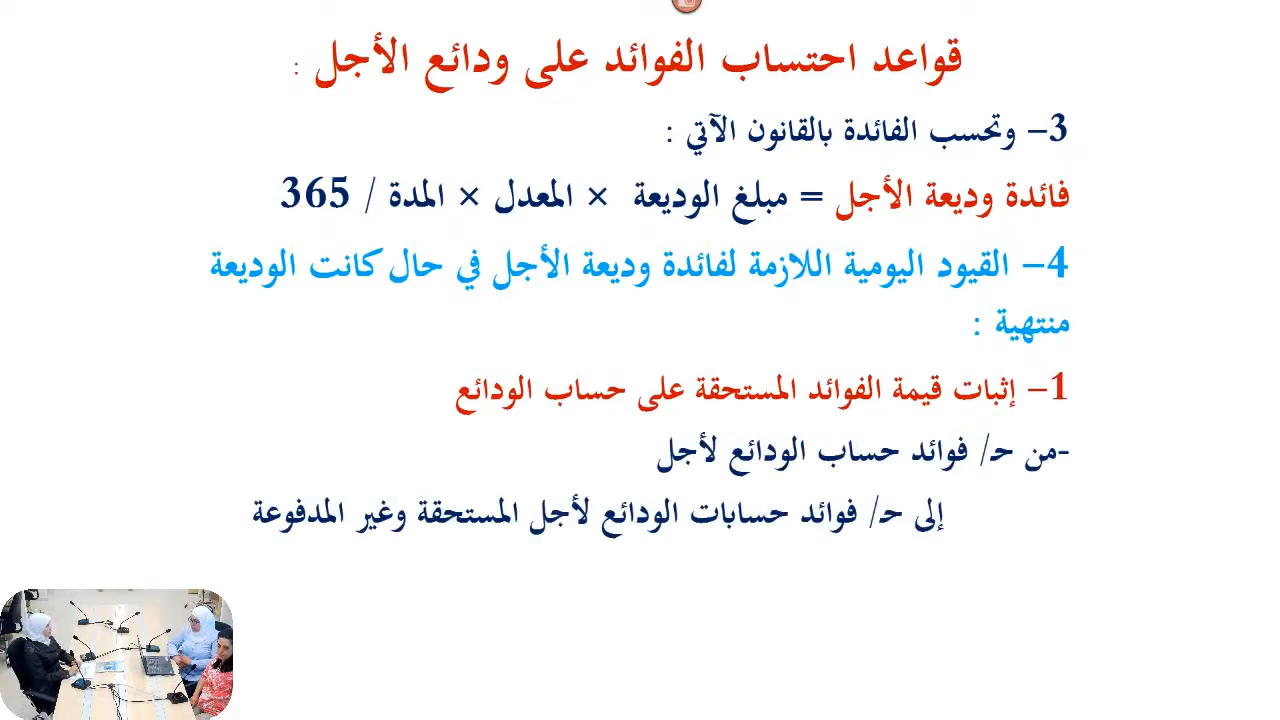 قواعد احتساب الفوائد على ودائع الأجل :
3- وتحسب الفائدة بالقانون الآتي :
فائدة وديعة الأجل = مبلغ الوديعة × المعدل × المدة / 365
4- القيود اليومية اللازمة لفائدة وديعة الأجل في حال كانت الوديعة
منتهية :
1- إثبات قيمة الفوائد المستحقة على حساب الودائع
-من حـ/ فوائد حساب الودائع لأجل
إلى حـ/ فوائد حسابات الودائع لأجل المستحقة وغير المدفوعة